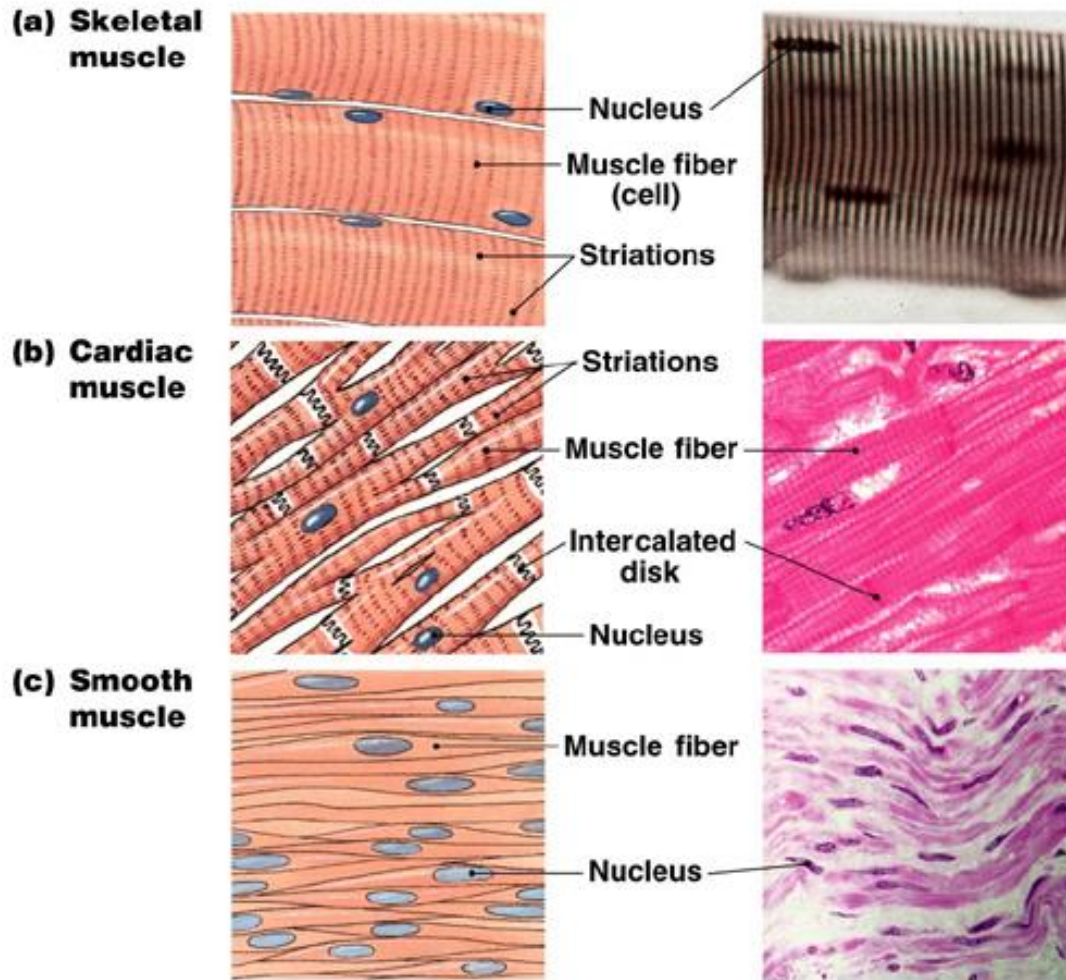 (a) Skeletal
muscle
Nucleus
Muscle fiber
(cell)
Striations
(b) Cardiac
muscle
Striations
Muscle fiber
Intercalated
disk
Nucleus
(c) Smooth
muscle
Muscle fiber
Nucleus